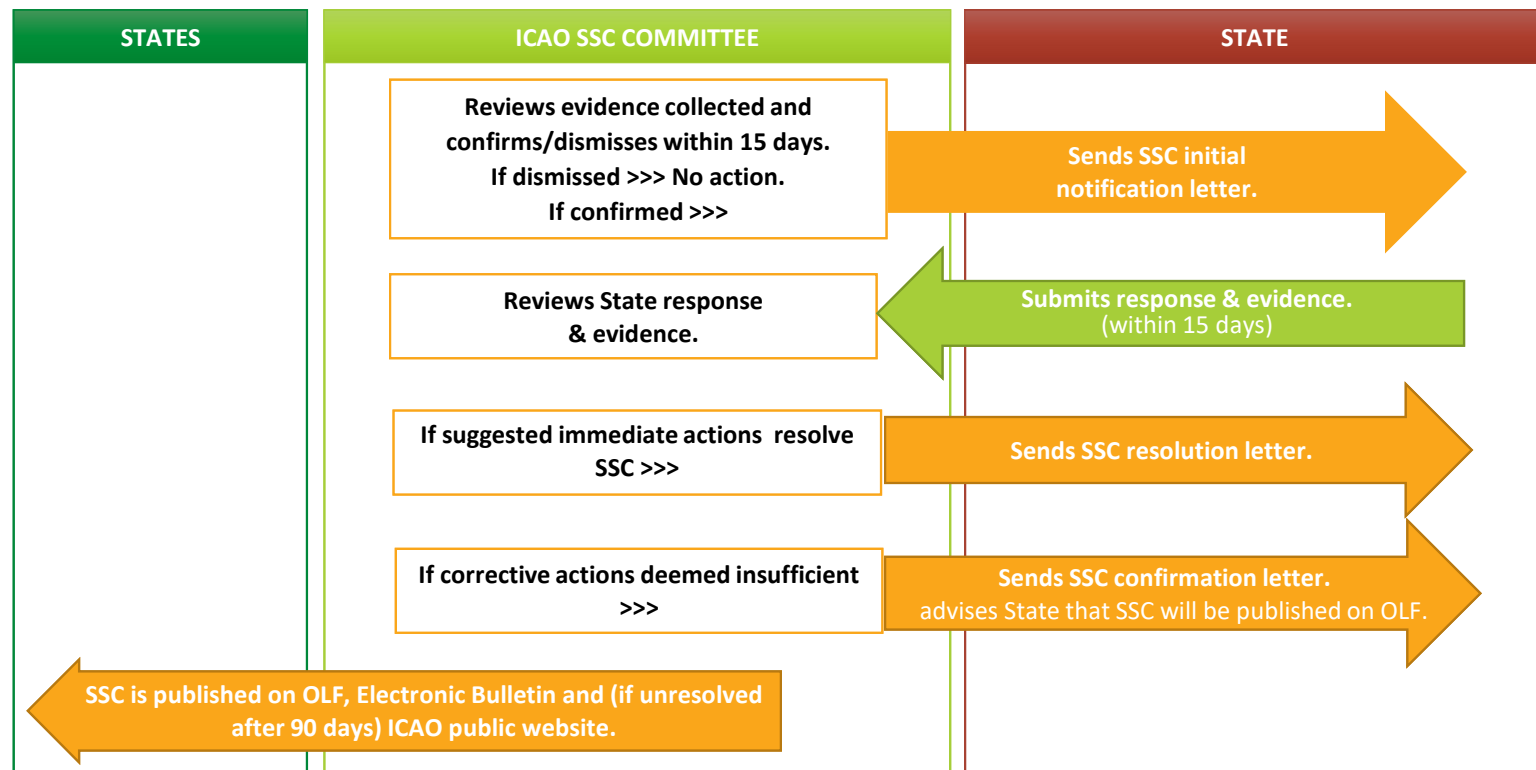 STATES
ICAO SSC COMMITTEE
STATE
Reviews evidence collected and
confirms/dismisses within 15 days.
If dismissed >>> No action.
If confirmed >>>
Sends SSC initial
notification letter.
Reviews State response
& evidence.
Submits response & evidence.
(within 15 days)
If suggested immediate actions resolve
SSC >>>
Sends SSC resolution letter.
If corrective actions deemed insufficient
>>>
Sends SSC confirmation letter.
advises State that SSC will be published on OLF.
SSC is published on OLF, Electronic Bulletin and (if unresolved
after 90 days) ICAO public website.